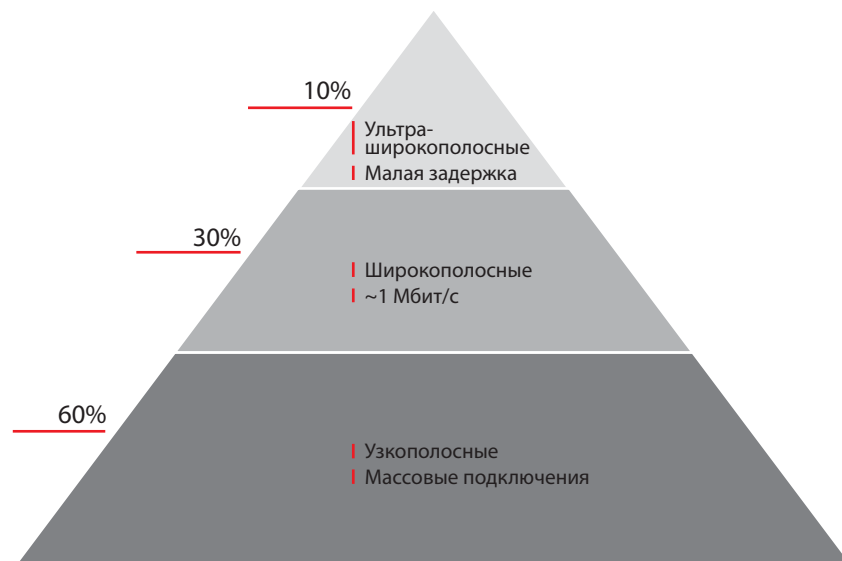 10%
Ультра-
широкополосные
Малая задержка
30%
Широкополосные
~1 Мбит/с
60%
Узкополосные
Массовые подключения